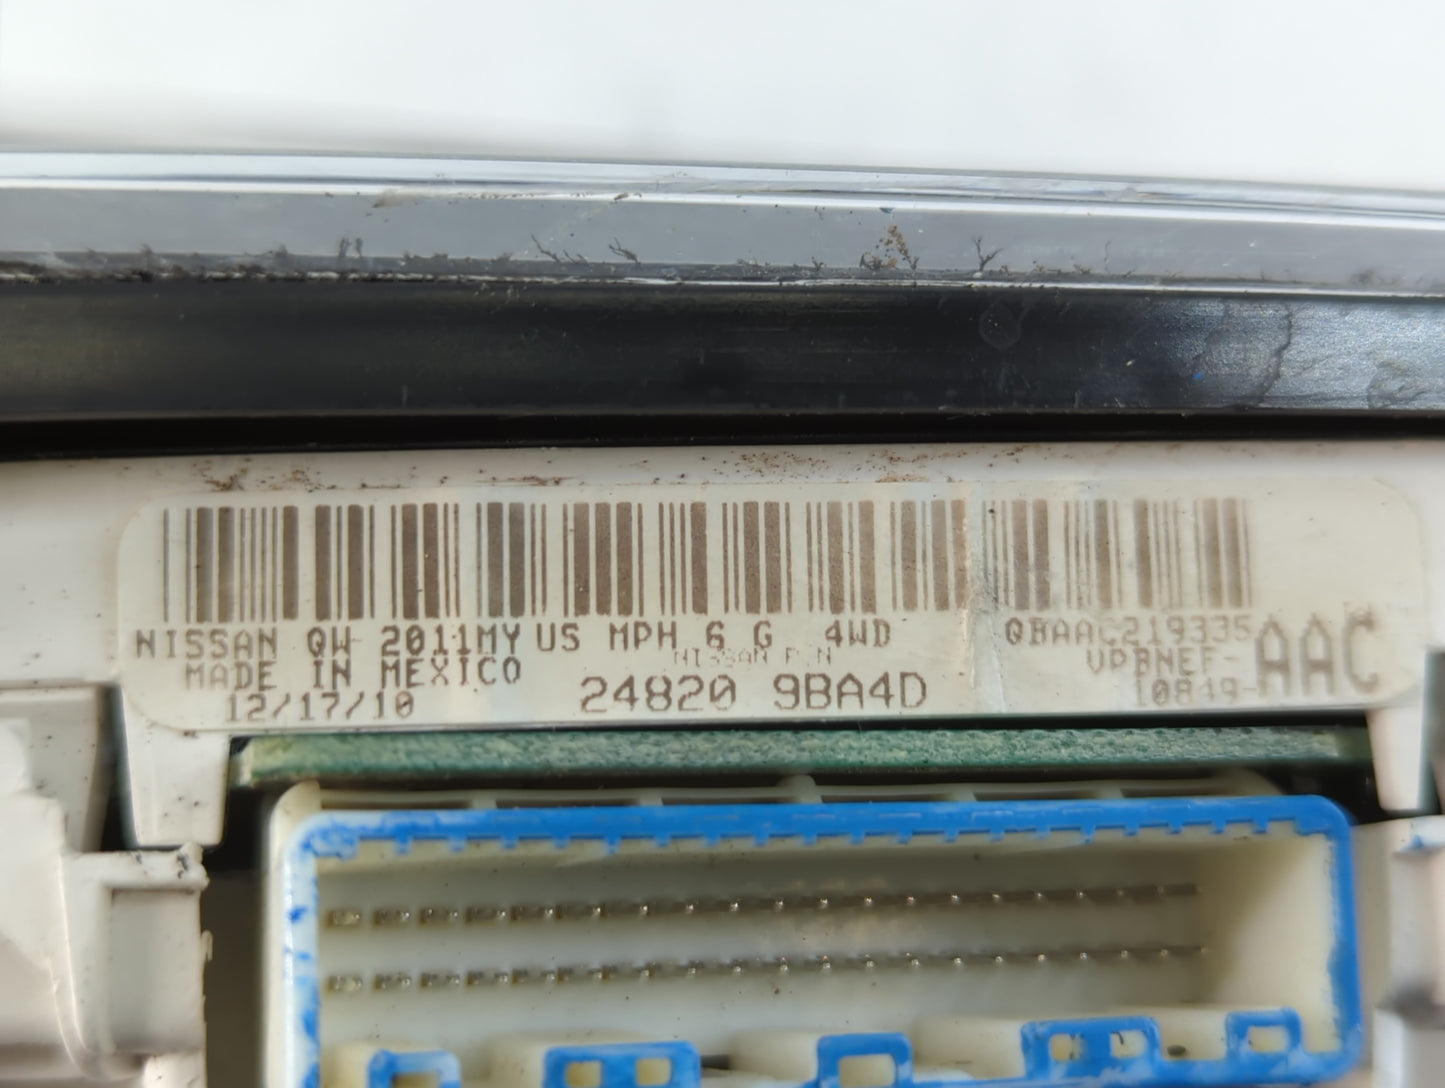 NISSAN QW 2011MY US MPH 6 G 4WD
MADE IN MEXICO
12/17/10
NISSAN P/N
24820 9BA4D
QBAAC219335
VPBNEF-
10849-
AAC